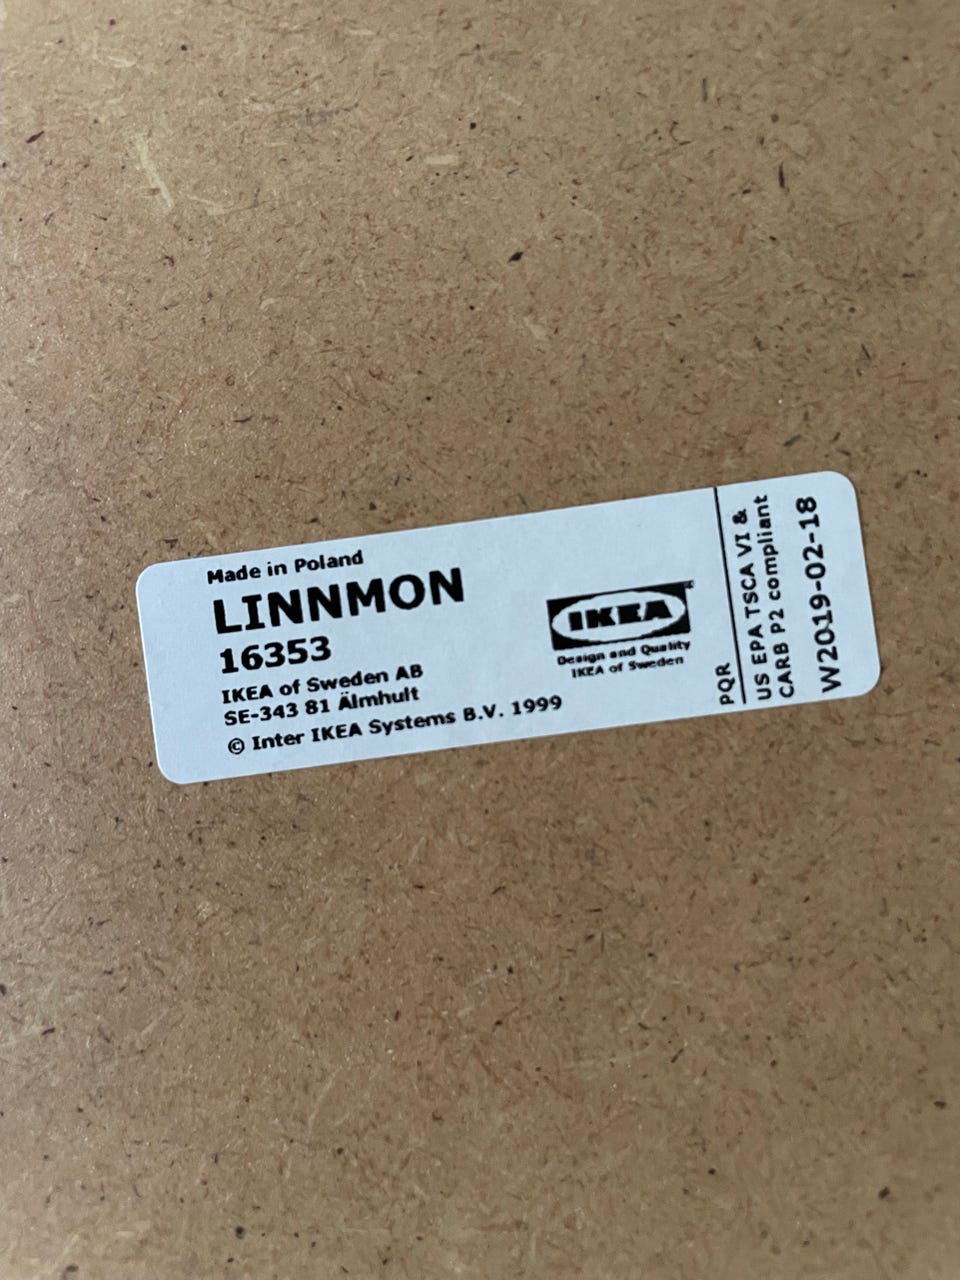 Made in Poland
LINNMON
16353
IKEA of Sweden AB
SE-343 81 Älmhult
© Inter IKEA Systems B.V. 1999
IKEA
Design and Quality
IKEA of Sweden
PQR
US EPA TSCA VI &
CARB P2 compliant
W2019-02-18